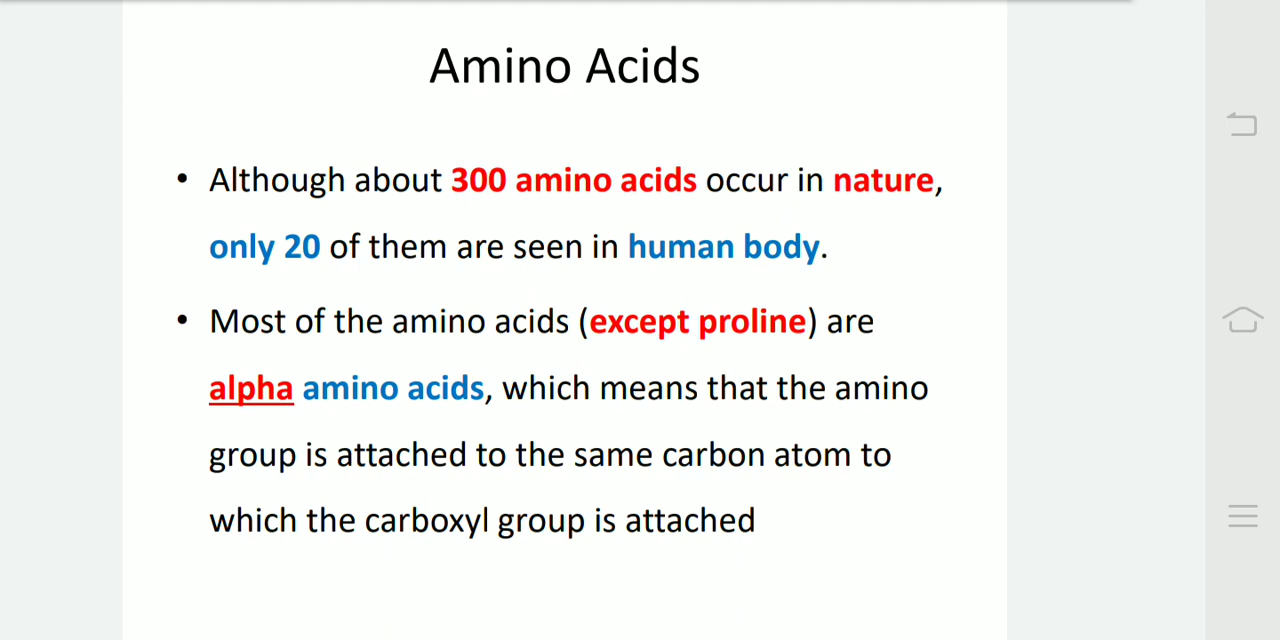 Amino Acids
• Although about 300 amino acids occur in nature,
only 20 of them are seen in human body.
• Most of the amino acids (except proline) are
alpha amino acids, which means that the amino
group is attached to the same carbon atom to
which the carboxyl group is attached